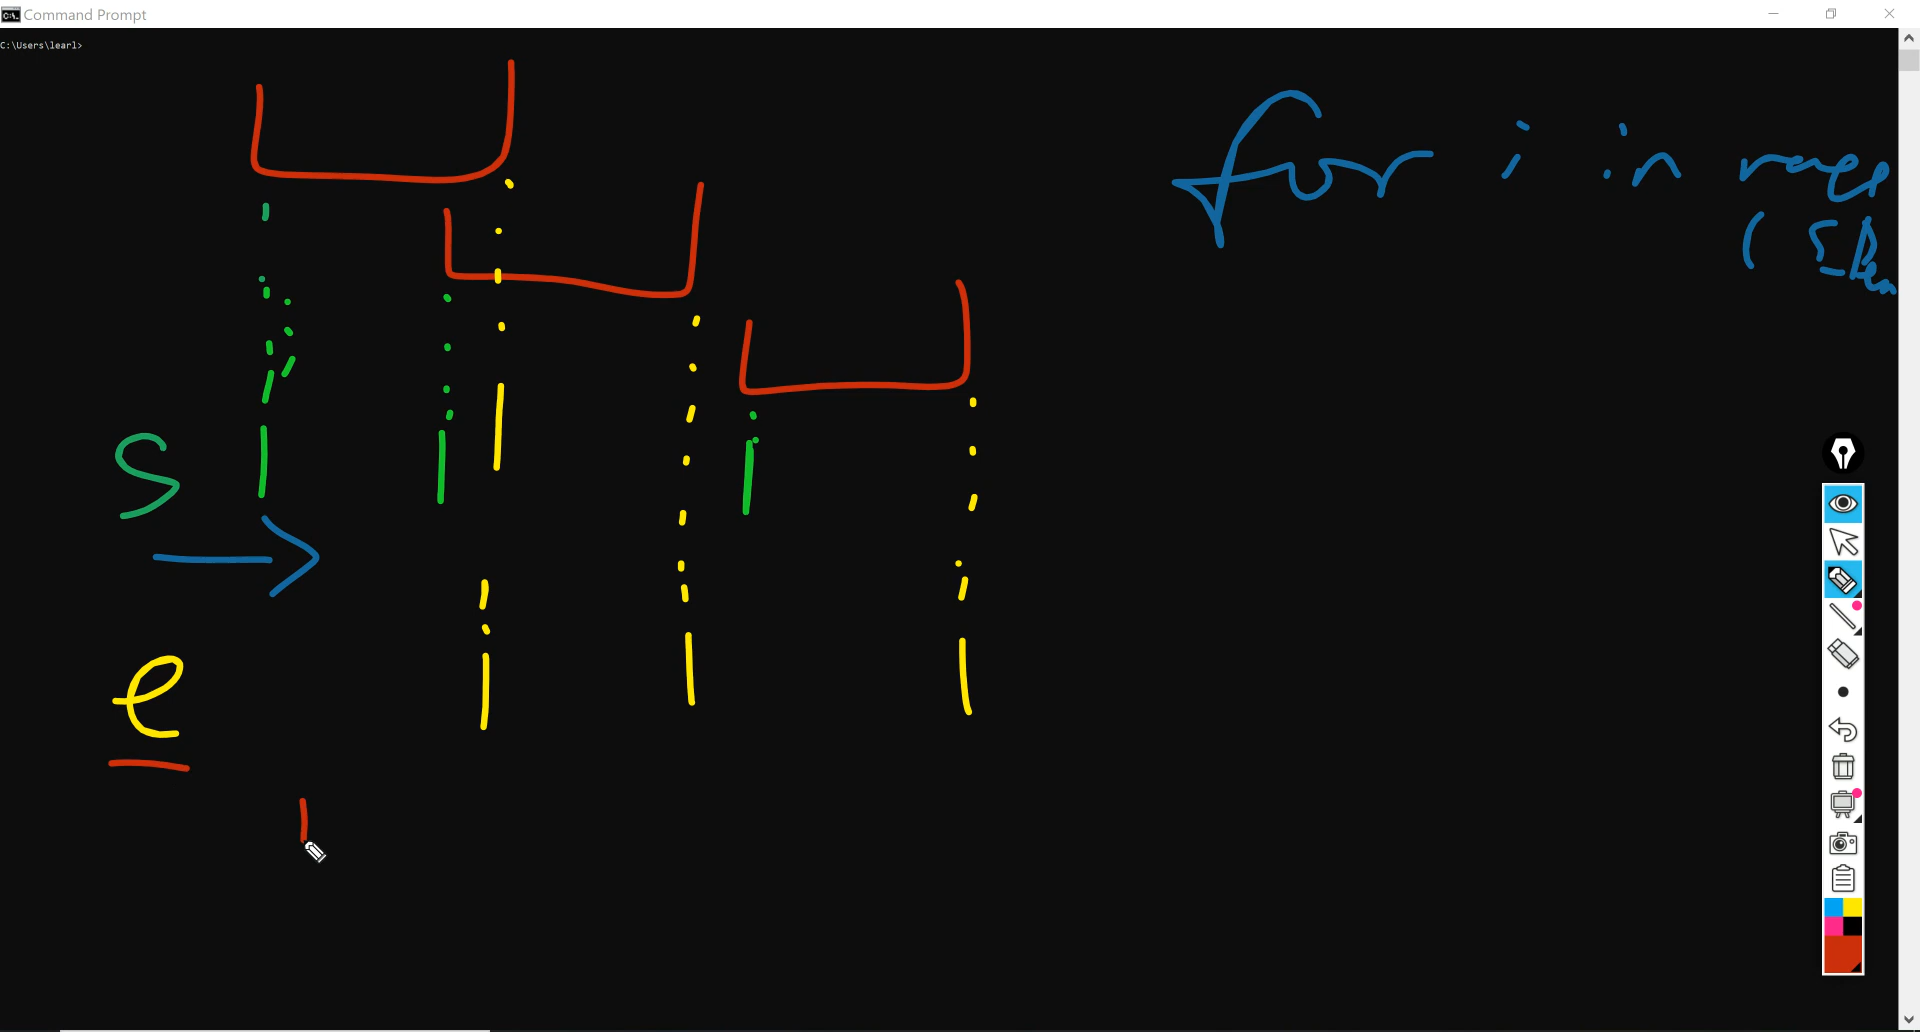 Command Prompt
C:\Users\learl>
for i in
S
e